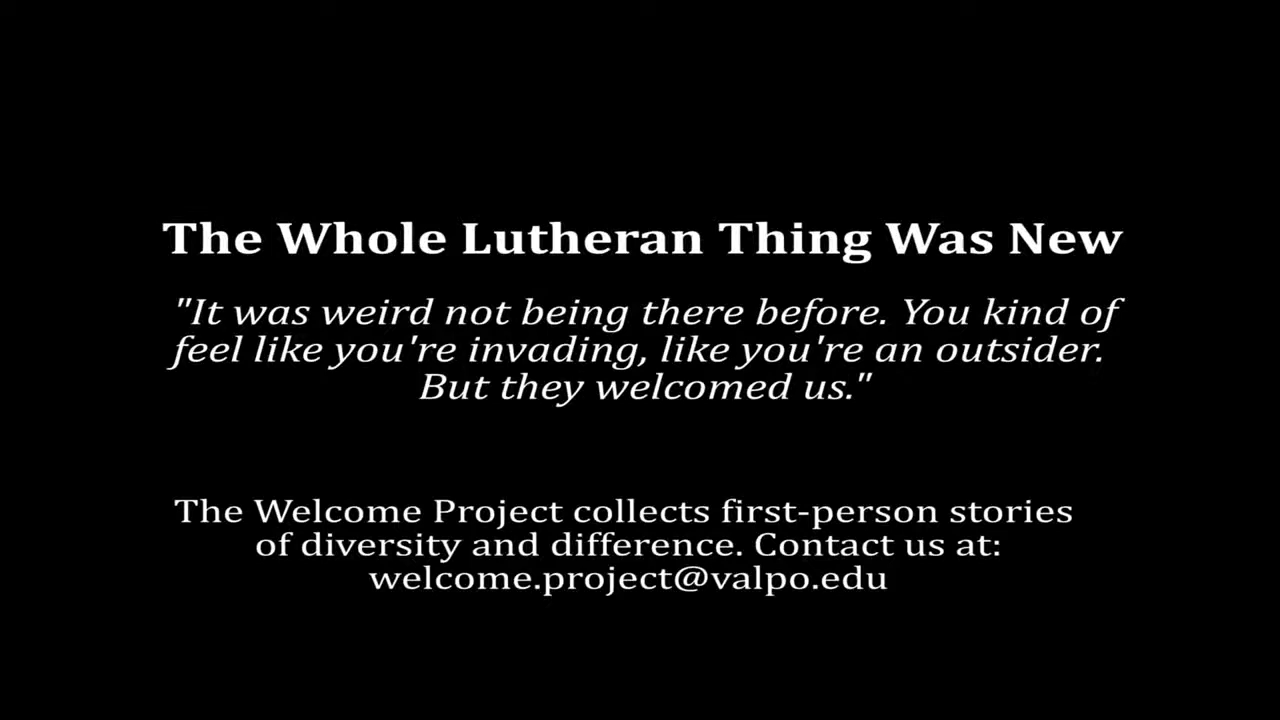 The Whole Lutheran Thing Was New
"It was weird not being there before. You kind of
feel like you're invading, like you're an outsider.
But they welcomed us."
The Welcome Project collects first-person stories
of diversity and difference. Contact us at:
welcome.project@valpo.edu